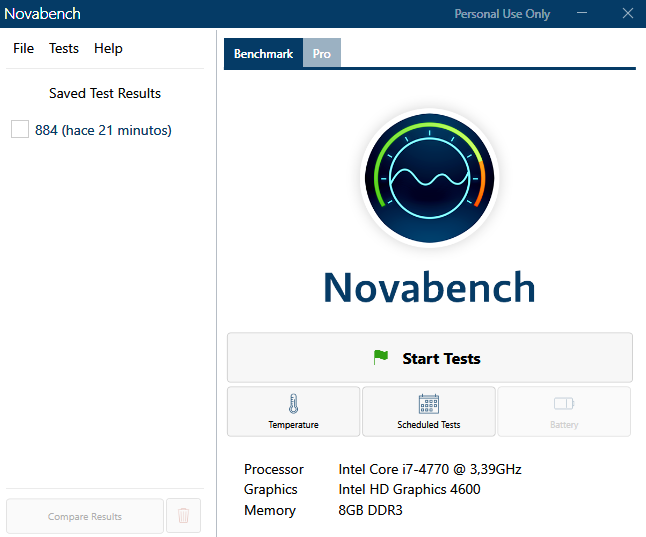 Novabench
Personal Use Only
File Tests Help
Saved Test Results
884 (hace 21 minutos)
Compare Results
Benchmark Pro
Novabench
Start Tests
Temperature Scheduled Tests Battery
Processor Intel Core i7-4770 @ 3,39GHz
Graphics Intel HD Graphics 4600
Memory 8GB DDR3